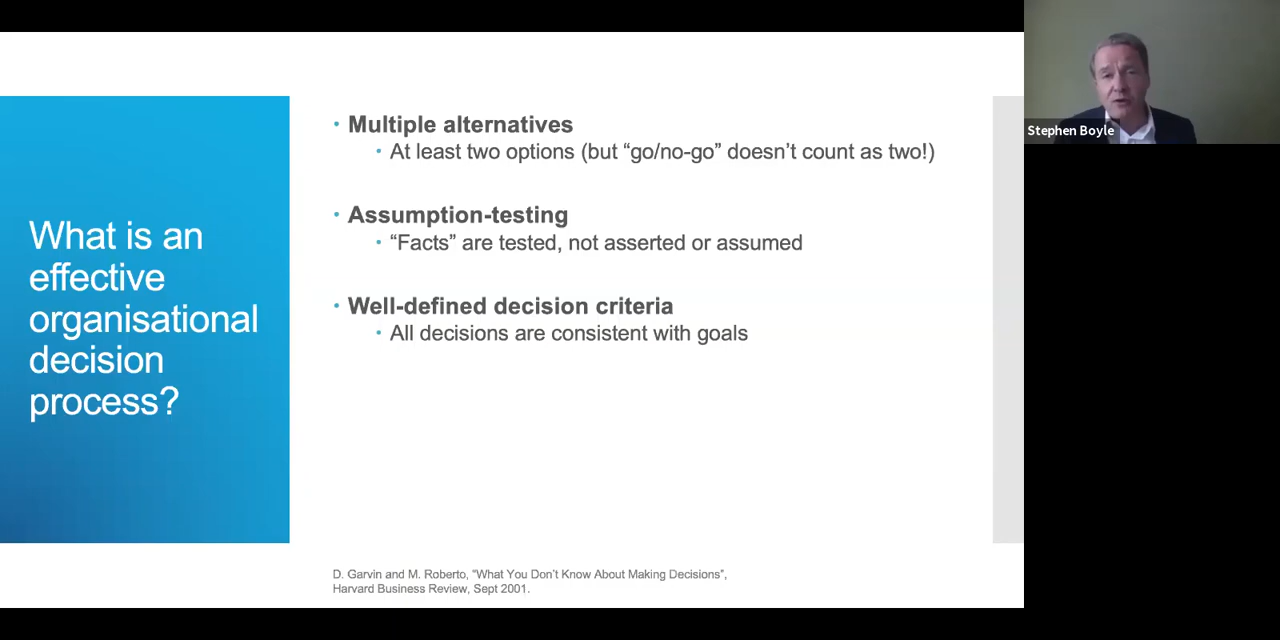 What is an
effective
organisational
decision
process?
• Multiple alternatives
• At least two options (but “go/no-go” doesn’t count as two!)
• Assumption-testing
• “Facts” are tested, not asserted or assumed
• Well-defined decision criteria
• All decisions are consistent with goals
D. Garvin and M. Roberto, “What You Don’t Know About Making Decisions”,
Harvard Business Review, Sept 2001.
Stephen Boyle